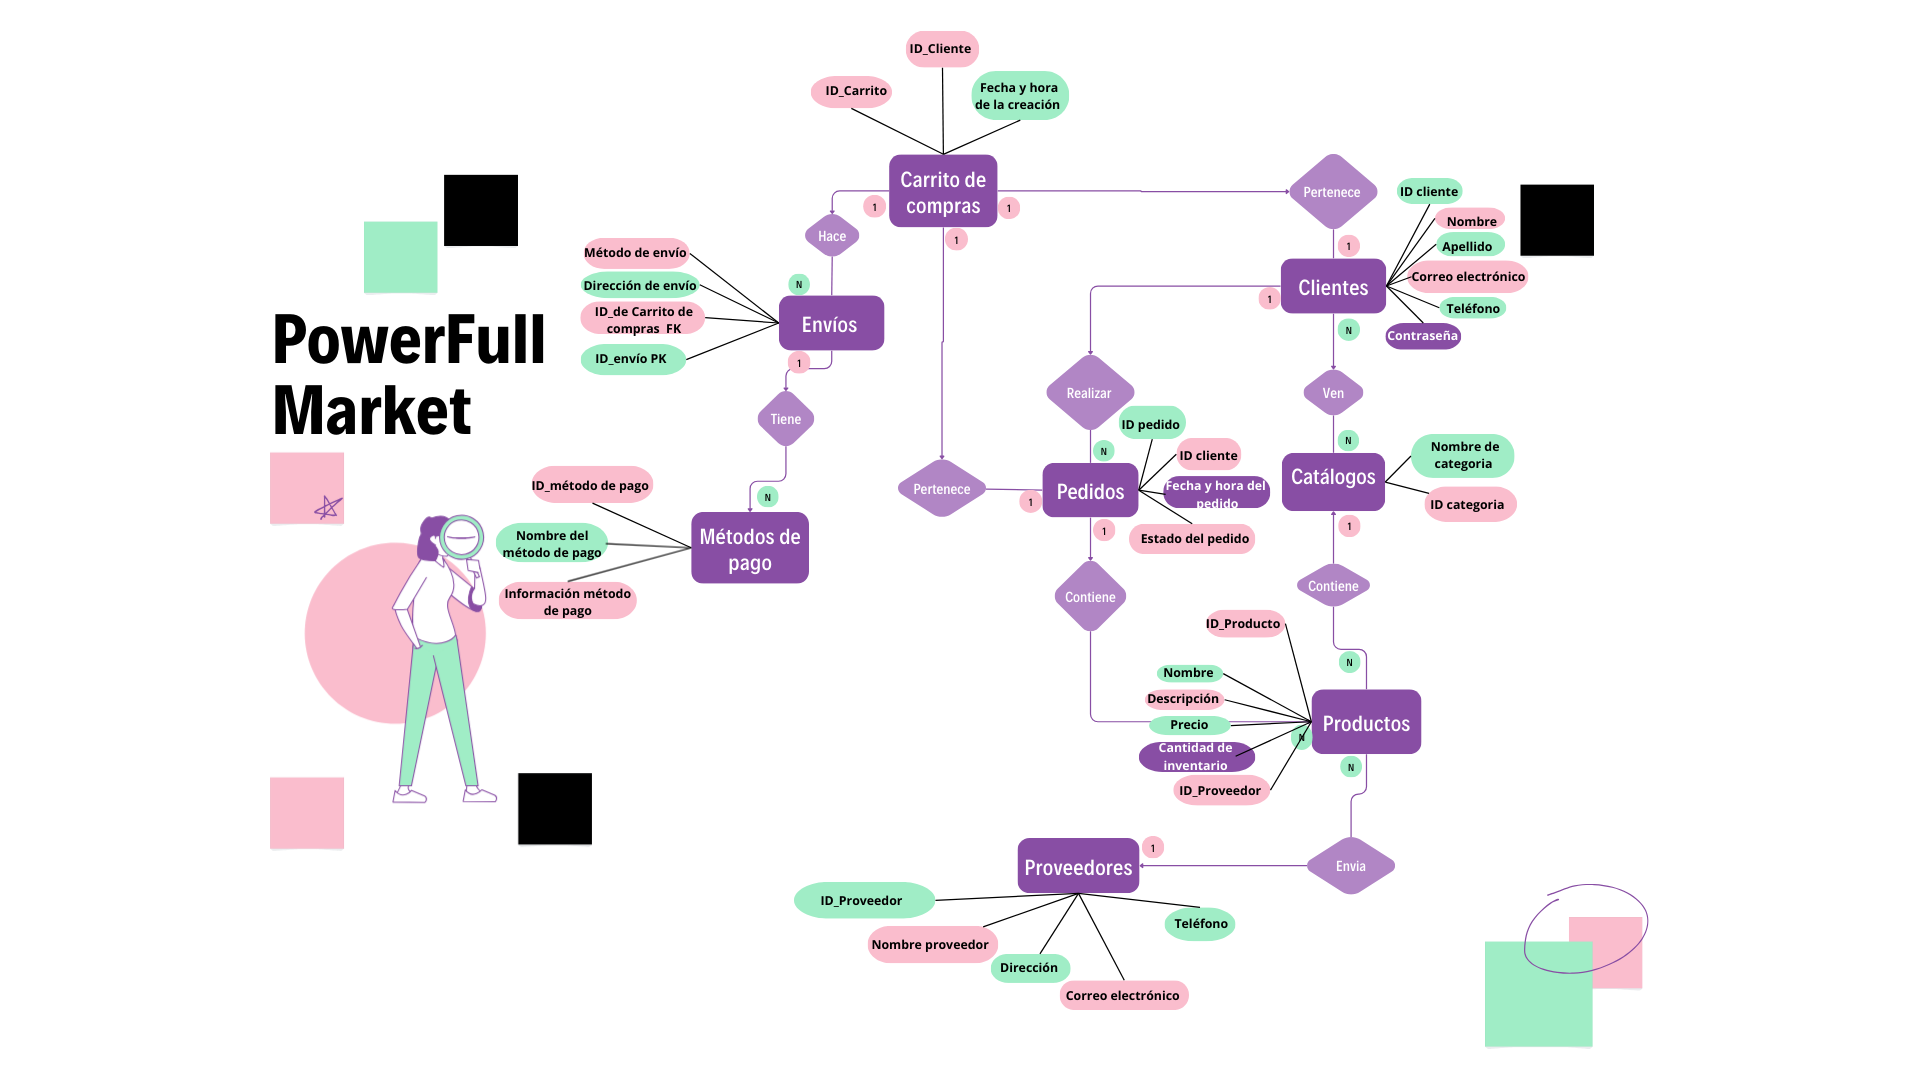 ID_Cliente
ID_Carrito
Fecha y hora
de la creación
Carrito de
compras
1
1
1
Hace
Pertenece
1
ID cliente
Nombre
Apellido
Correo electrónico
Teléfono
Contraseña
Clientes
1
N
Método de envío
Dirección de envío
ID_de Carrito de
compras FK
ID_envío PK
N
Envíos
1
PowerFull
Market
Tiene
N
Realizar
N
Ven
N
ID pedido
ID cliente
Fecha y hora del
pedido
Estado del pedido
Pertenece
1
Pedidos
1
Catálogos
1
Nombre de
categoria
ID categoria
ID_método de pago
Nombre del
método de pago
Información método
de pago
Métodos de
pago
Contiene
Contiene
N
ID_Producto
Nombre
Descripción
Precio
Cantidad de
inventario
ID_Proveedor
N
Productos
N
Envia
1
Proveedores
ID_Proveedor
Nombre proveedor
Dirección
Correo electrónico
Teléfono